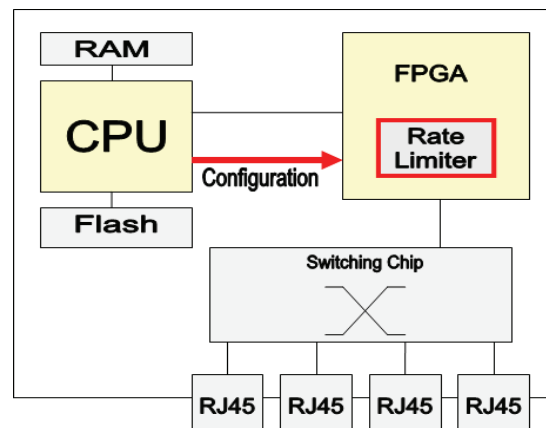 RAM
CPU
Flash
Configuration
FPGA
Rate
Limiter
Switching Chip
RJ45
RJ45
RJ45
RJ45